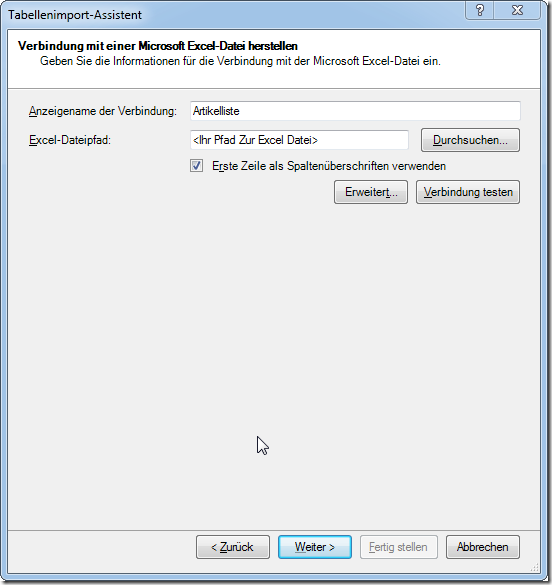 Tabellenimport-Assistent
Verbindung mit einer Microsoft Excel-Datei herstellen
Geben Sie die Informationen für die Verbindung mit der Microsoft Excel-Datei ein.
Anzeigename der Verbindung: Artikelliste
Excel-Dateipfad: <Ihr Pfad Zur Excel Datei> Durchsuchen...
Erste Zeile als Spaltenüberschriften verwenden
Erweitert... Verbindung testen
< Zurück Weiter > Fertig stellen Abbrechen